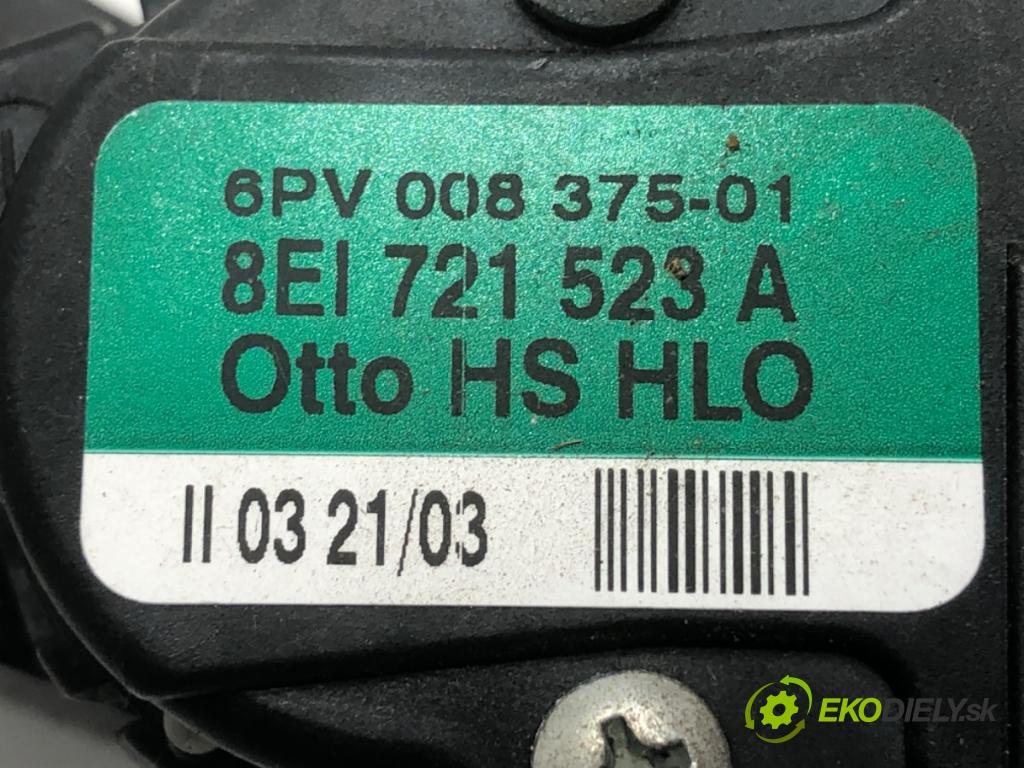 6PV 008 375-01
8EI 721 523 A
Otto HS HLO
II 03 21/03
EKODIELY.sk